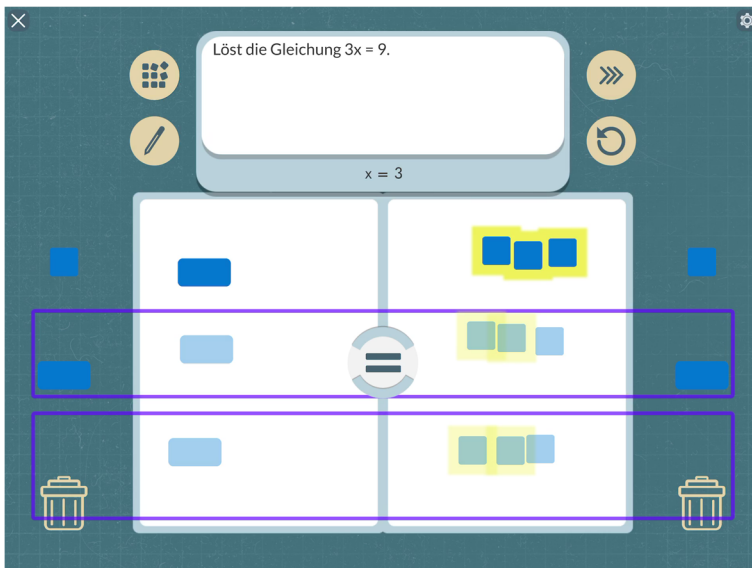 Löst die Gleichung 3x = 9.
x = 3